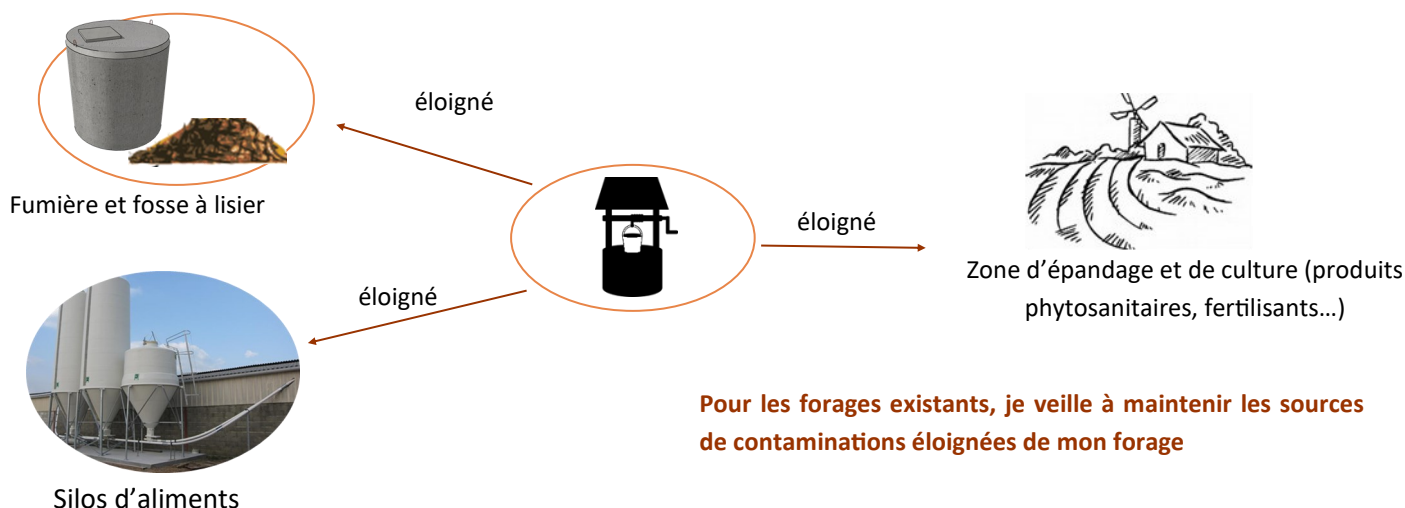 éloigné
Fumière et fosse à lisier
éloigné
Zone d’épandage et de culture (produits
phytosanitaires, fertilisants…)
éloigné
Pour les forages existants, je veille à maintenir les sources
de contaminations éloignées de mon forage
Silos d’aliments